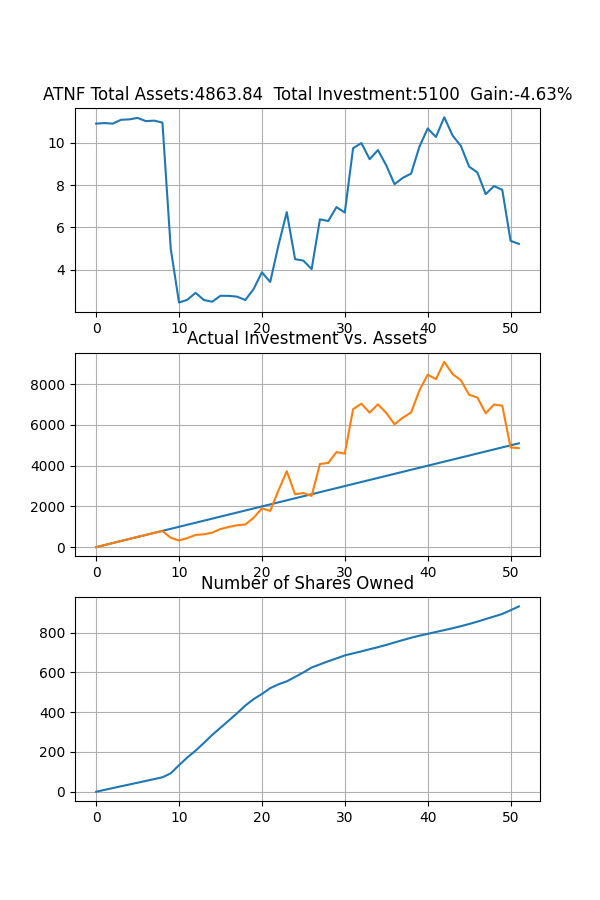 ATNF Total Assets:4863.84  Total Investment:5100  Gain:-4.63%
10
8
6
4
0 10 20 30 40 50
Actual Investment vs. Assets
8000
6000
4000
2000
0
0 10 20 30 40 50
Number of Shares Owned
800
600
400
200
0
0 10 20 30 40 50